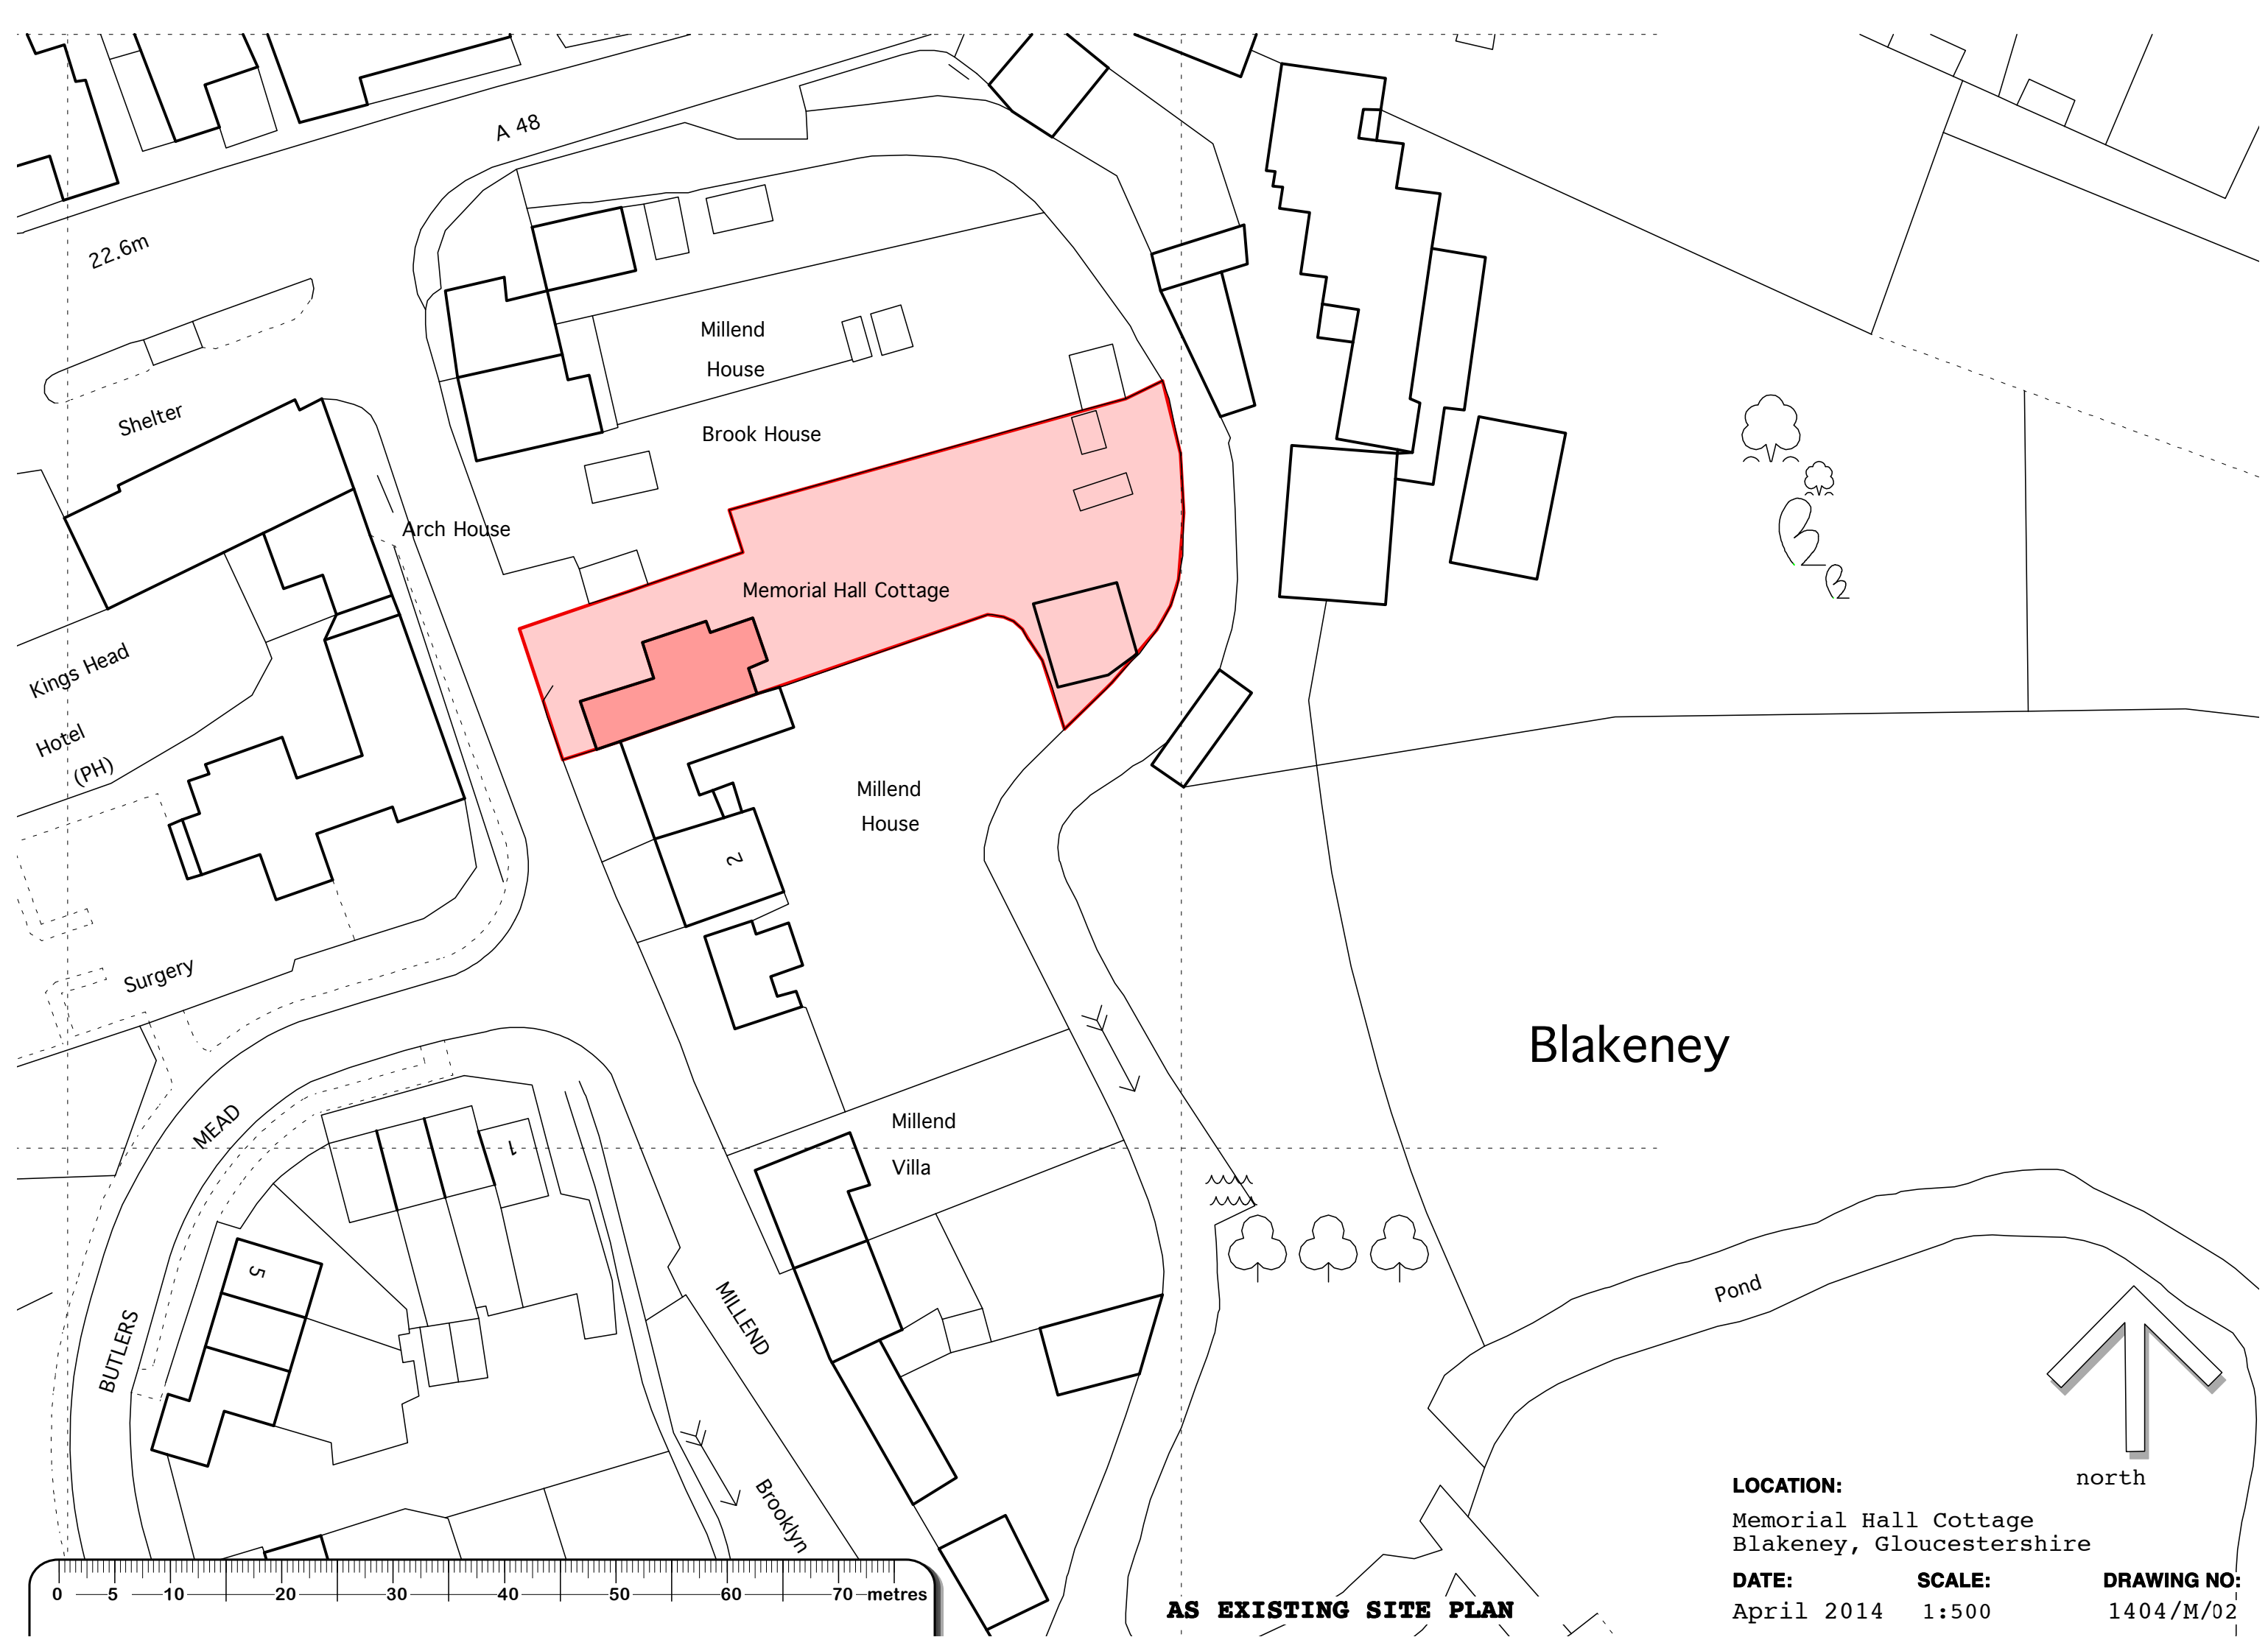 A 48
22.6m
Shelter
Millend
House
Brook House
Arch House
Memorial Hall Cottage
Kings Head
Hotel
(PH)
Millend
House
2
Surgery
Blakeney
MEAD
1
Millend
Villa
5
BUTLERS
MILLEND
Pond
Brooklyn
north
LOCATION:
Memorial Hall Cottage
Blakeney, Gloucestershire
DATE: SCALE: DRAWING NO:
April 2014 1:500 1404/M/02
0 5 10 20 30 40 50 60 70 metres
AS EXISTING SITE PLAN